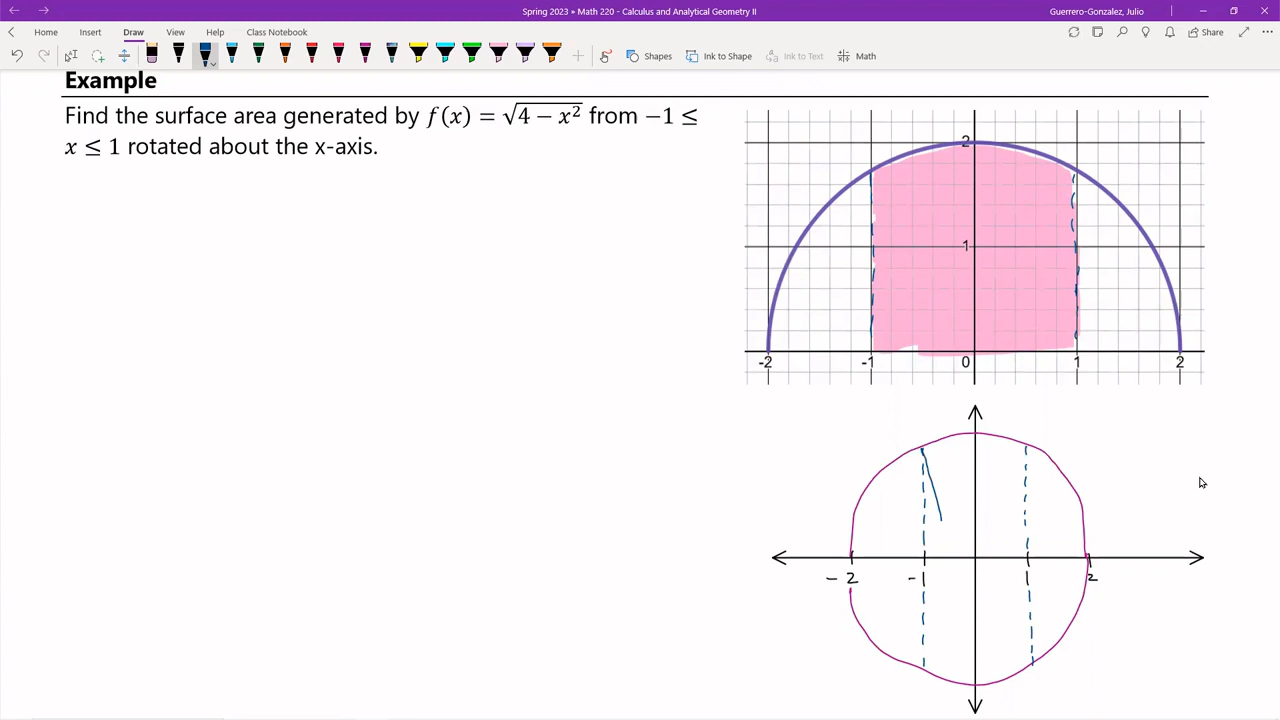 Spring 2023 » Math 220 - Calculus and Analytical Geometry II
Guerrero-Gonzalez, Julio
Home Insert Draw View Help Class Notebook
Share
Shapes Ink to Shape Ink to Text Math
Example
Find the surface area generated by f(x) = √4 − x² from −1 ≤
x ≤ 1 rotated about the x-axis.
2
1
-2 -1 0 1 2
-2 -1 1 2